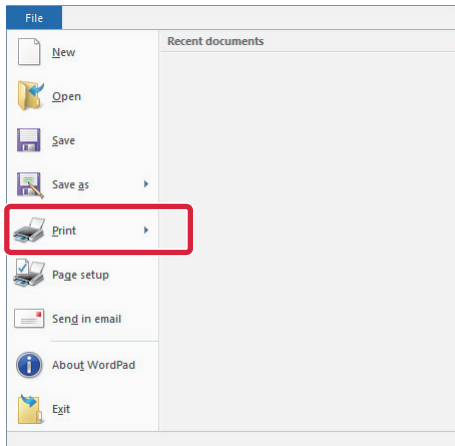 File
Recent documents
New
Open
Save
Save as
Print
Page setup
Send in email
About WordPad
Exit